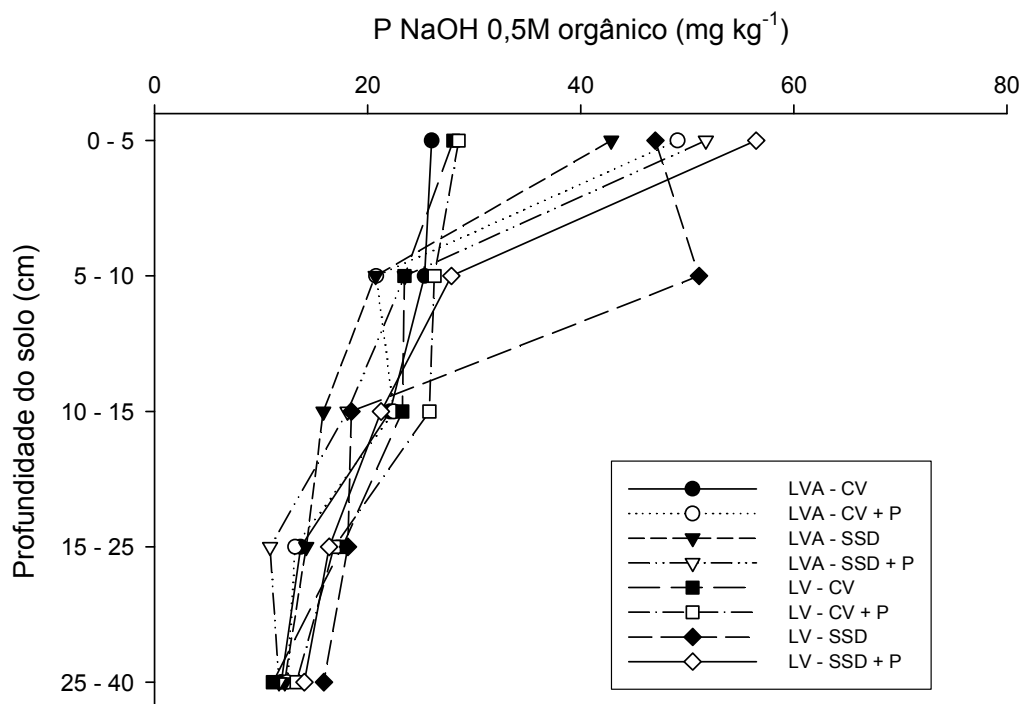 P NaOH 0,5M orgânico (mg kg⁻¹)
0 20 40 60 80
Profundidade do solo (cm)
0 - 5
5 - 10
10 - 15
15 - 25
25 - 40
LVA - CV
LVA - CV + P
LVA - SSD
LVA - SSD + P
LV - CV
LV - CV + P
LV - SSD
LV - SSD + P